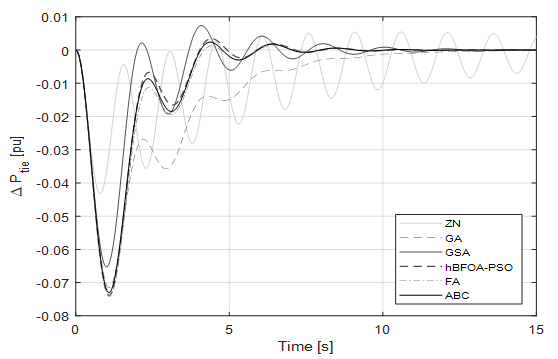 0.01
0
-0.01
-0.02
-0.03
-0.04
-0.05
-0.06
-0.07
-0.08
Δ P_tie [pu]
ZN
GA
GSA
hBFOA-PSO
FA
ABC
0 5 10 15
Time [s]